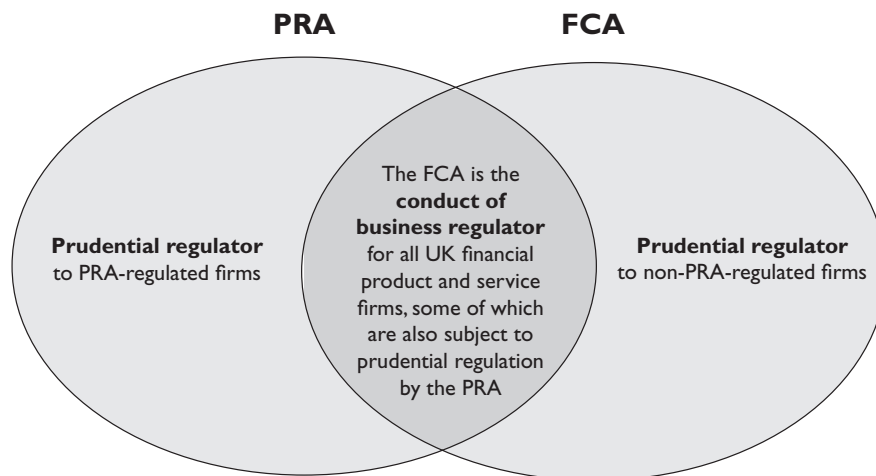 PRA
FCA
Prudential regulator
to PRA-regulated firms
The FCA is the
conduct of
business regulator
for all UK financial
product and service
firms, some of which
are also subject to
prudential regulation
by the PRA
Prudential regulator
to non-PRA-regulated firms